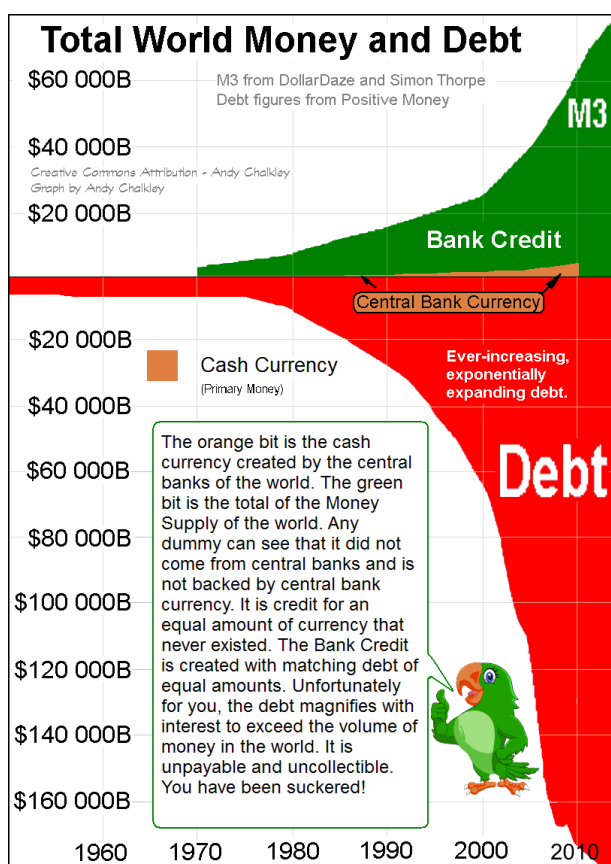 Total World Money and Debt
$60 000B
M3 from DollarDaze and Simon Thorpe
Debt figures from Positive Money
M3
$40 000B
Creative Commons Attribution - Andy Chalkley
Graph by Andy Chalkley
$20 000B
Bank Credit
Central Bank Currency
$20 000B
Cash Currency
(Primary Money)
Ever-increasing,
exponentially
expanding debt.
$40 000B
Debt
The orange bit is the cash
currency created by the central
banks of the world. The green
bit is the total of the Money
Supply of the world. Any
dummy can see that it did not
come from central banks and is
not backed by central bank
currency. It is credit for an
equal amount of currency that
never existed. The Bank Credit
is created with matching debt of
equal amounts. Unfortunately
for you, the debt magnifies with
interest to exceed the volume of
money in the world. It is
unpayable and uncollectible.
You have been suckered!
$60 000B
$80 000B
$100 000B
$120 000B
$140 000B
$160 000B
1960 1970 1980 1990 2000 2010